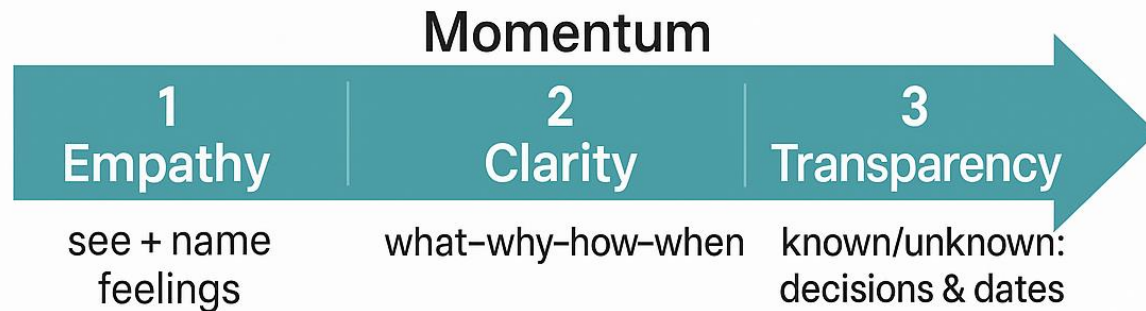 Momentum
1
Empathy
see + name
feelings
2
Clarity
what–why–how–when
3
Transparency
known/unknown:
decisions & dates